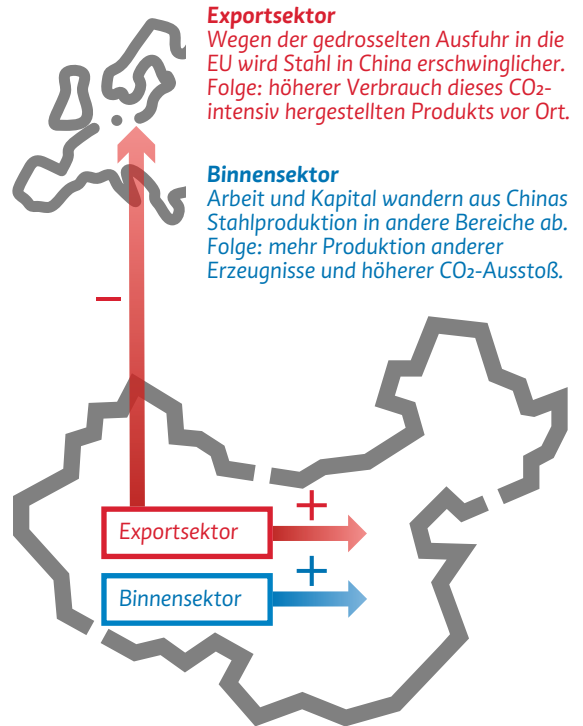 Exportsektor
Wegen der gedrosselten Ausfuhr in die
EU wird Stahl in China erschwinglicher.
Folge: höherer Verbrauch dieses CO₂-
intensiv hergestellten Produkts vor Ort.
Binnensektor
Arbeit und Kapital wandern aus Chinas
Stahlproduktion in andere Bereiche ab.
Folge: mehr Produktion anderer
Erzeugnisse und höherer CO₂-Ausstoß.
–
+
Exportsektor
+
Binnensektor